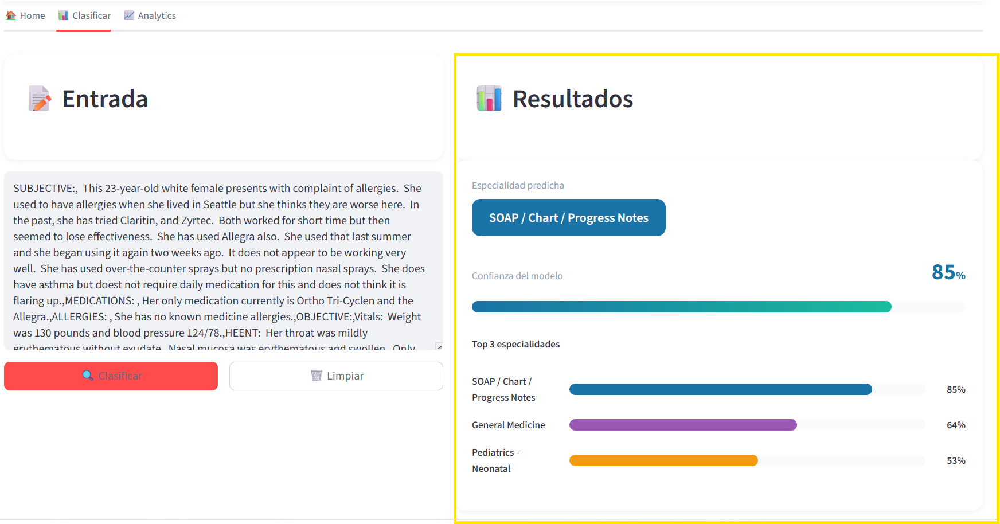 Home Clasificar Analytics
Entrada
SUBJECTIVE:, This 23-year-old white female presents with complaint of allergies. She
used to have allergies when she lived in Seattle but she thinks they are worse here. In
the past, she has tried Claritin, and Zyrtec. Both worked for short time but then
seemed to lose effectiveness. She has used Allegra also. She used that last summer
and she began using it again two weeks ago. It does not appear to be working very
well. She has used over-the-counter sprays but no prescription nasal sprays. She does
have asthma but doest not require daily medication for this and does not think it is
flaring up.,MEDICATIONS: , Her only medication currently is Ortho Tri-Cyclen and the
Allegra.,ALLERGIES: , She has no known medicine allergies.,OBJECTIVE:,Vitals: Weight
was 130 pounds and blood pressure 124/78.,HEENT: Her throat was mildly
erythematous without exudate. Nasal mucosa was erythematous and swollen. Only
Clasificar
Limpiar
Resultados
Especialidad predicha
SOAP / Chart / Progress Notes
Confianza del modelo
85%
Top 3 especialidades
SOAP / Chart /
Progress Notes
85%
General Medicine
64%
Pediatrics -
Neonatal
53%